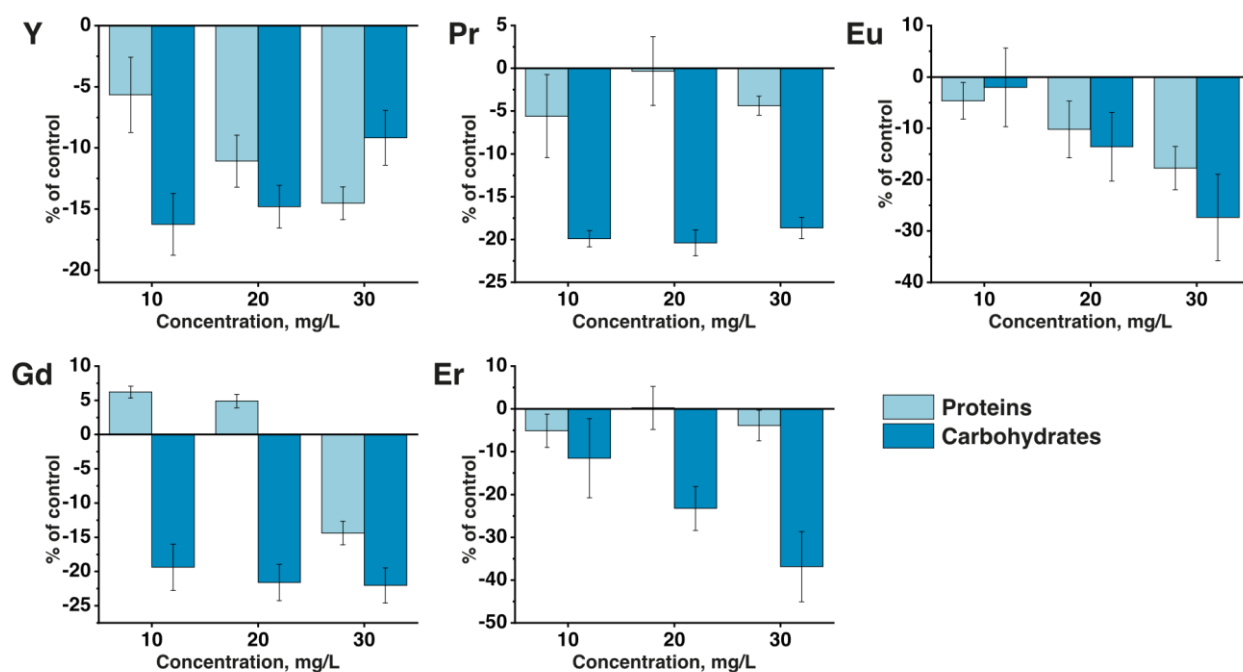 Y
0
-5
-10
-15
-20
% of control
10 20 30
Concentration, mg/L
Pr
5
0
-5
-10
-15
-20
-25
% of control
10 20 30
Concentration, mg/L
Eu
10
0
-10
-20
-30
-40
% of control
10 20 30
Concentration, mg/L
Gd
10
5
0
-5
-10
-15
-20
-25
% of control
10 20 30
Concentration, mg/L
Er
10
0
-10
-20
-30
-40
-50
% of control
10 20 30
Concentration, mg/L
Proteins
Carbohydrates